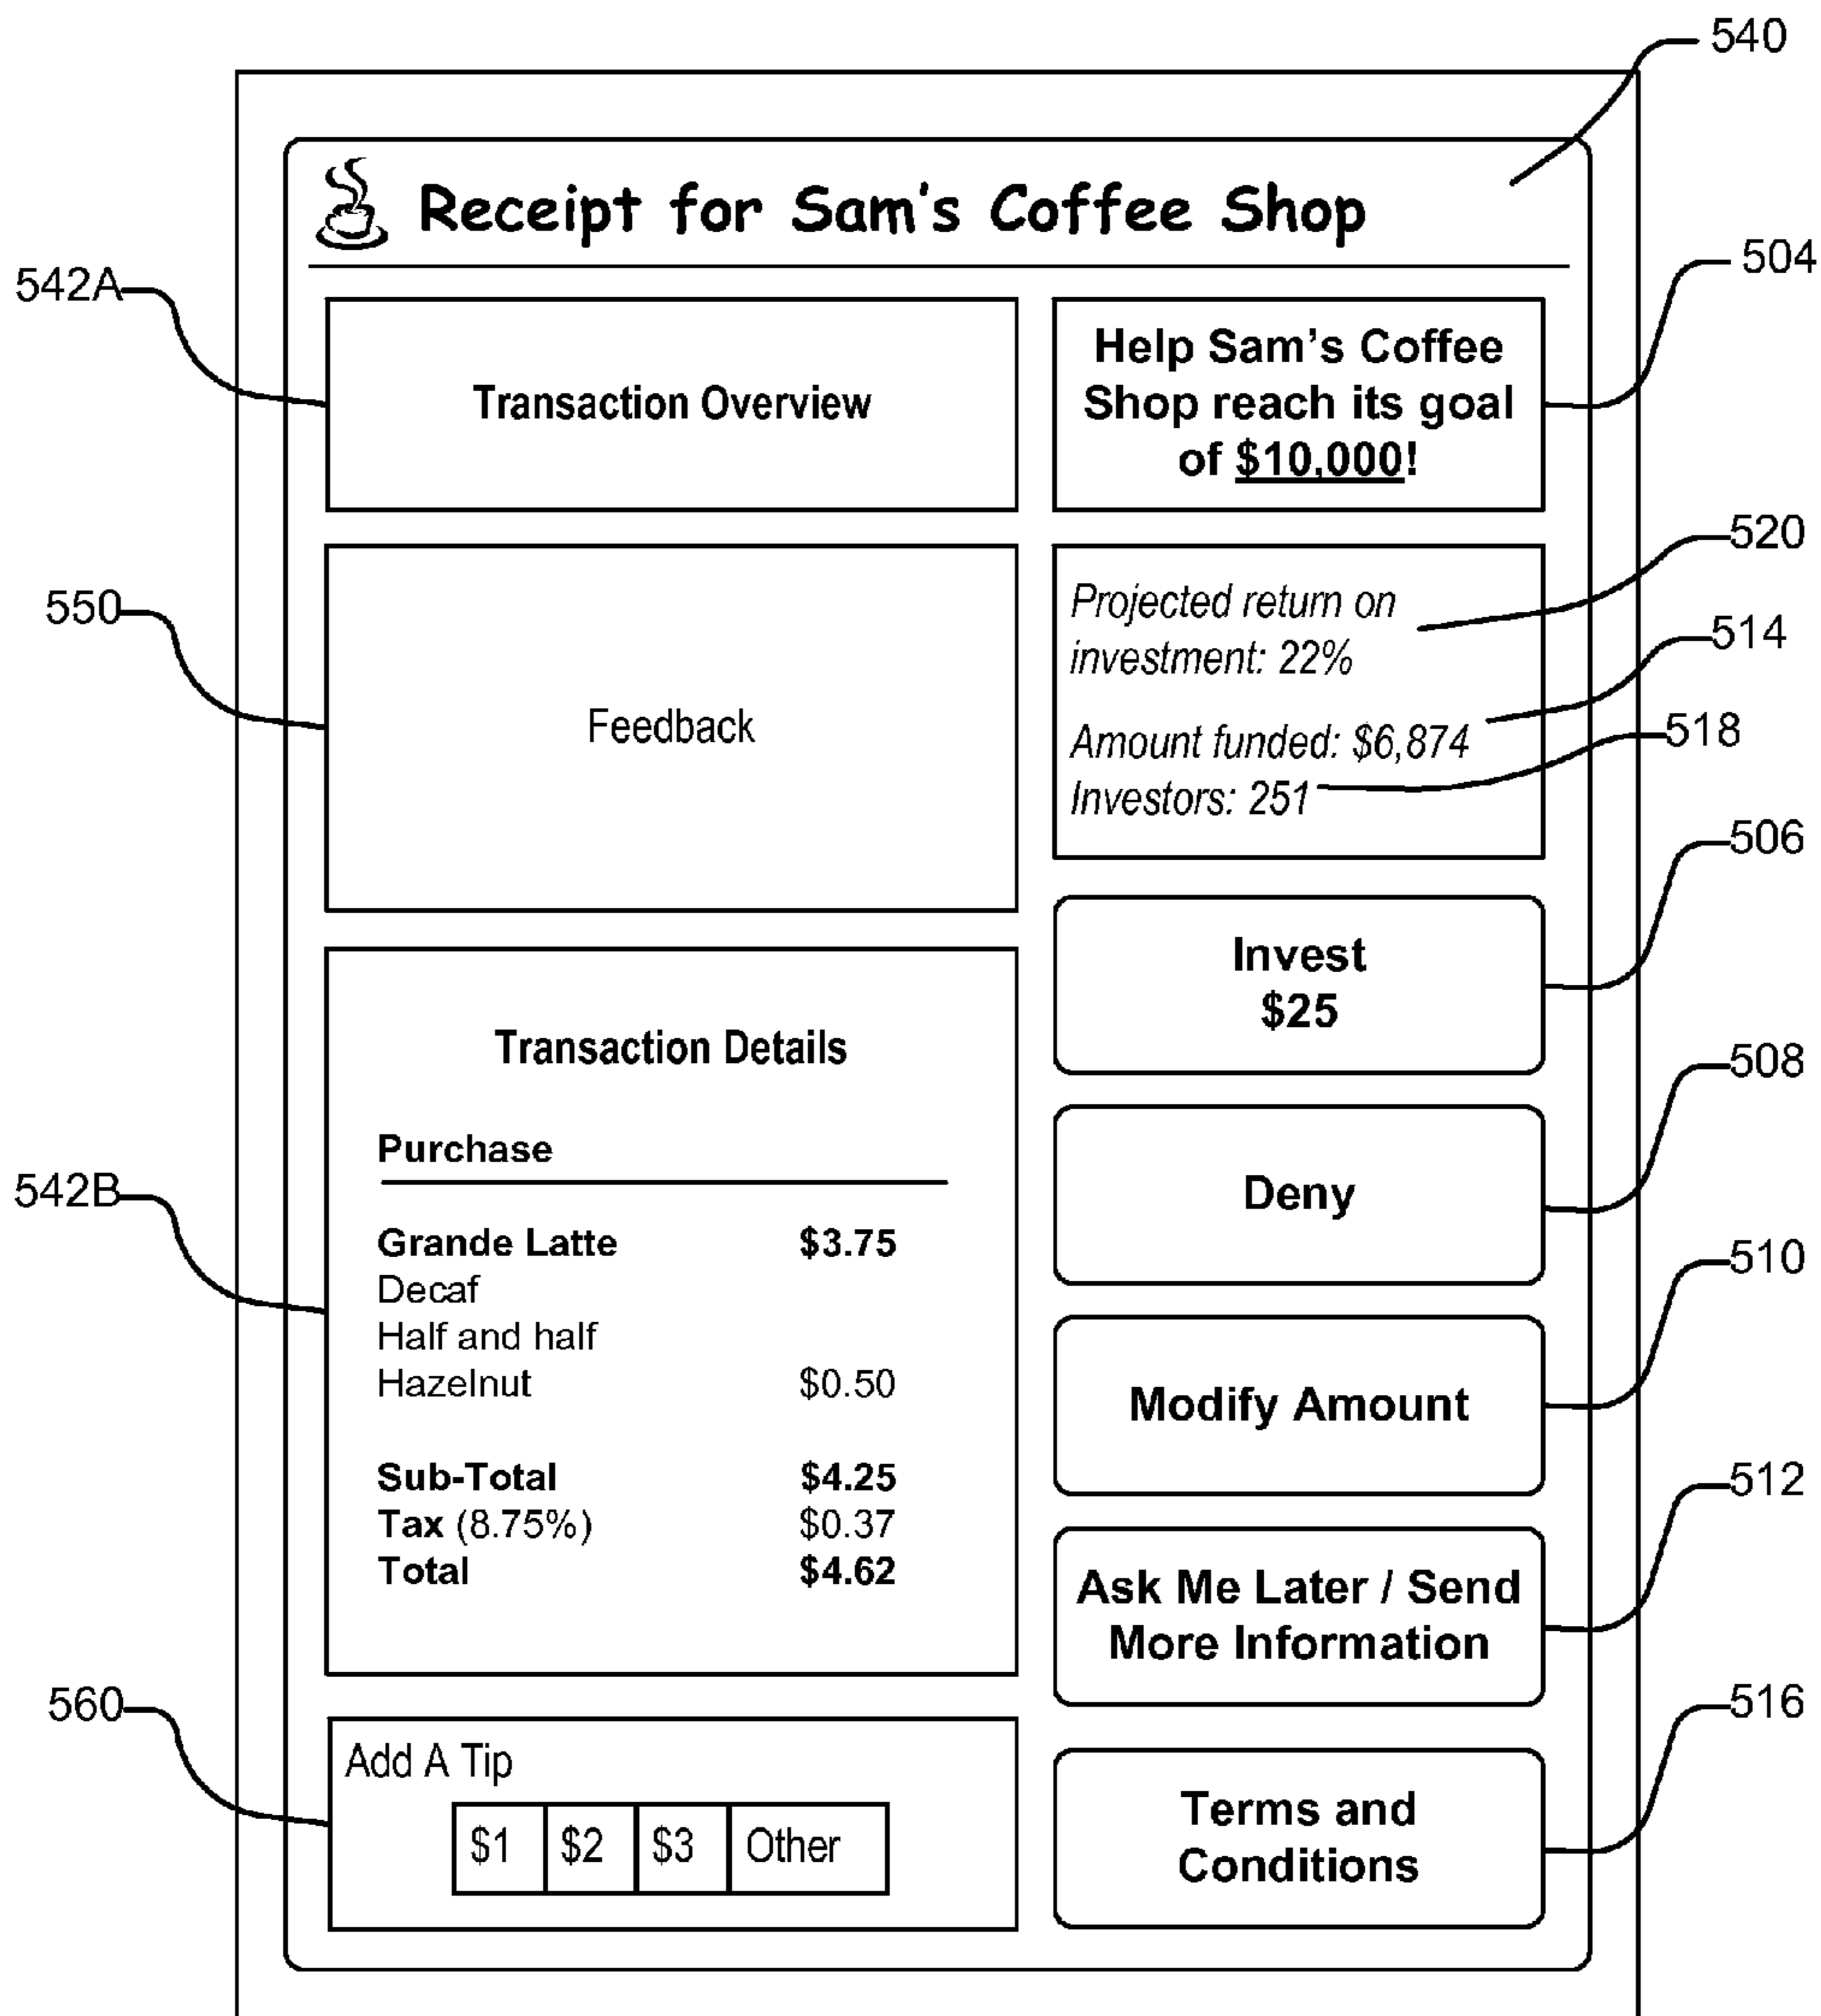 540
Receipt for Sam's Coffee Shop
504
542A
Transaction Overview
Help Sam's Coffee
Shop reach its goal
of $10,000!
520
550
Feedback
Projected return on
investment: 22%
514
Amount funded: $6,874
518
Investors: 251
506
Invest
$25
508
Deny
510
Modify Amount
512
Ask Me Later / Send
More Information
516
Terms and
Conditions
542B
Transaction Details
Purchase
Grande Latte $3.75
Decaf
Half and half
Hazelnut $0.50
Sub-Total $4.25
Tax (8.75%) $0.37
Total $4.62
560
Add A Tip
$1 $2 $3 Other